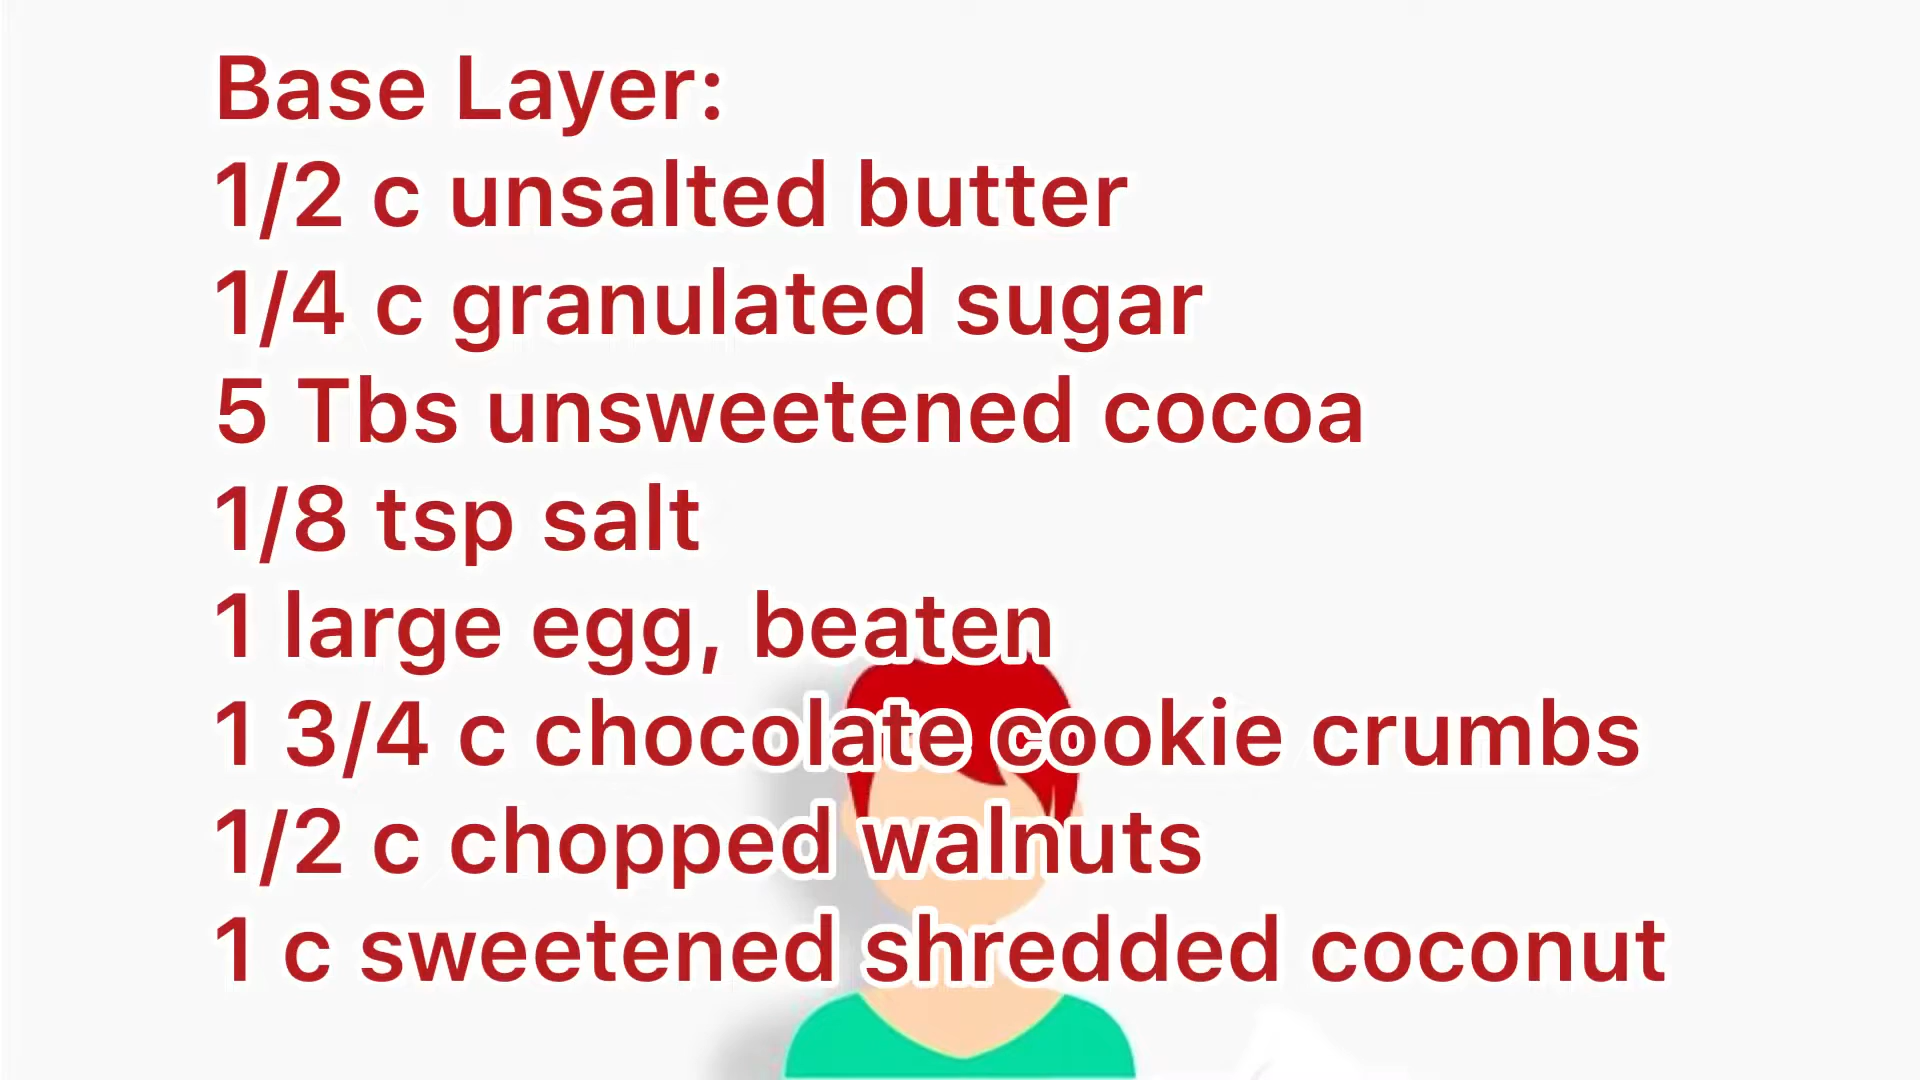 Base Layer:
1/2 c unsalted butter
1/4 c granulated sugar
5 Tbs unsweetened cocoa
1/8 tsp salt
1 large egg, beaten
1 3/4 c chocolate cookie crumbs
1/2 c chopped walnuts
1 c sweetened shredded coconut